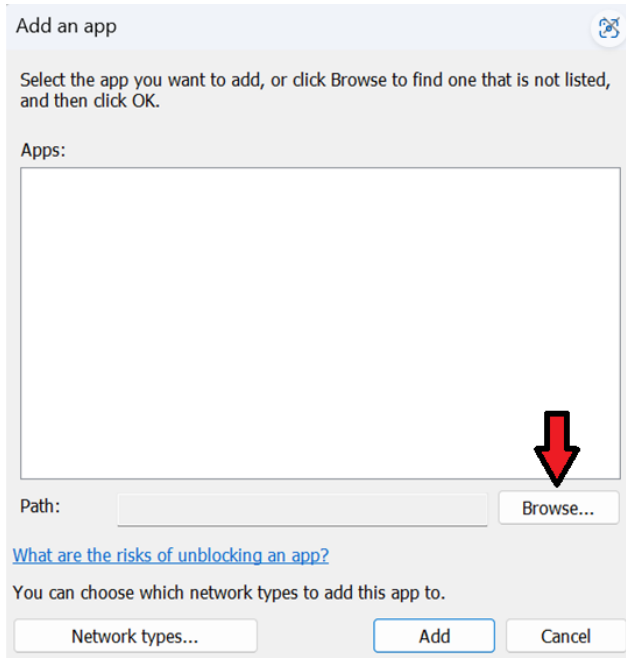 Add an app
Select the app you want to add, or click Browse to find one that is not listed,
and then click OK.
Apps:
Path:
Browse...
What are the risks of unblocking an app?
You can choose which network types to add this app to.
Network types...
Add
Cancel